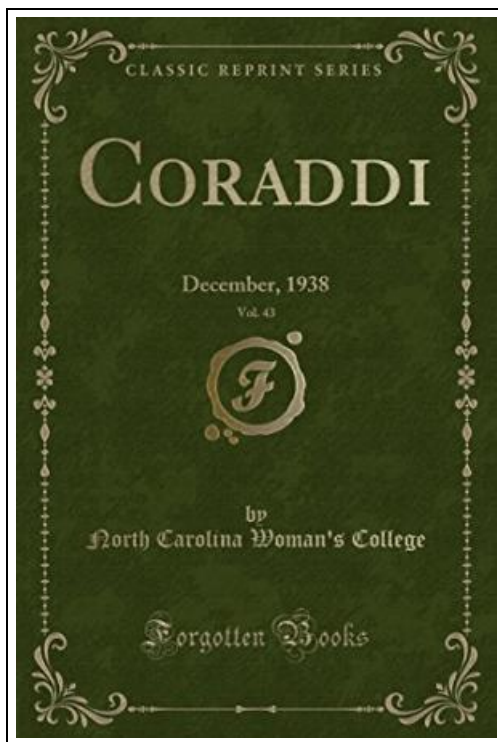 CLASSIC REPRINT SERIES
CORADDI
December, 1938
Vol. 43
F
by
North Carolina Woman's College
Forgotten Books